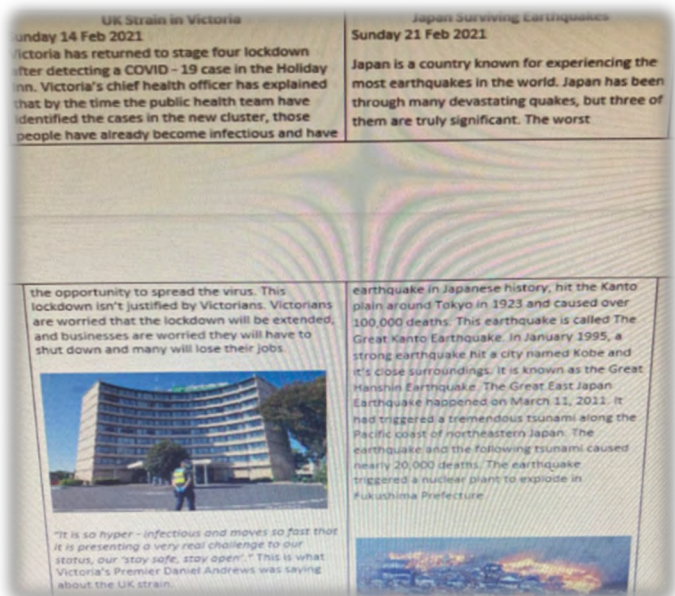 UK Strain in Victoria
unday 14 Feb 2021
ictoria has returned to stage four lockdown
fter detecting a COVID - 19 case in the Holiday
nn. Victoria's chief health officer has explained
that by the time the public health team have
identified the cases in the new cluster, those
people have already become infectious and have
the opportunity to spread the virus. This
lockdown isn't justified by Victorians. Victorians
are worried that the lockdown will be extended,
and businesses are worried they will have to
shut down and many will lose their jobs.
"It is so hyper - infectious and moves so fast that
it is presenting a very real challenge to our
status, our "stay safe, stay open"." This is what
Victoria's Premier Daniel Andrews was saying
about the UK strain.
Japan Surviving Earthquakes
Sunday 21 Feb 2021
Japan is a country known for experiencing the
most earthquakes in the world. Japan has been
through many devastating quakes, but three of
them are truly significant. The worst
earthquake in Japanese history, hit the Kanto
plain around Tokyo in 1923 and caused over
100,000 deaths. This earthquake is called The
Great Kanto Earthquake. In January 1995, a
strong earthquake hit a city named Kobe and
it's close surroundings. It is known as the Great
Hanshin Earthquake. The Great East Japan
Earthquake happened on March 11, 2011. It
had triggered a tremendous tsunami along the
Pacific coast of northeastern Japan. The
earthquake and the following tsunami caused
nearly 20,000 deaths. The earthquake
triggered a nuclear plant to explode in
Fukushima Prefecture